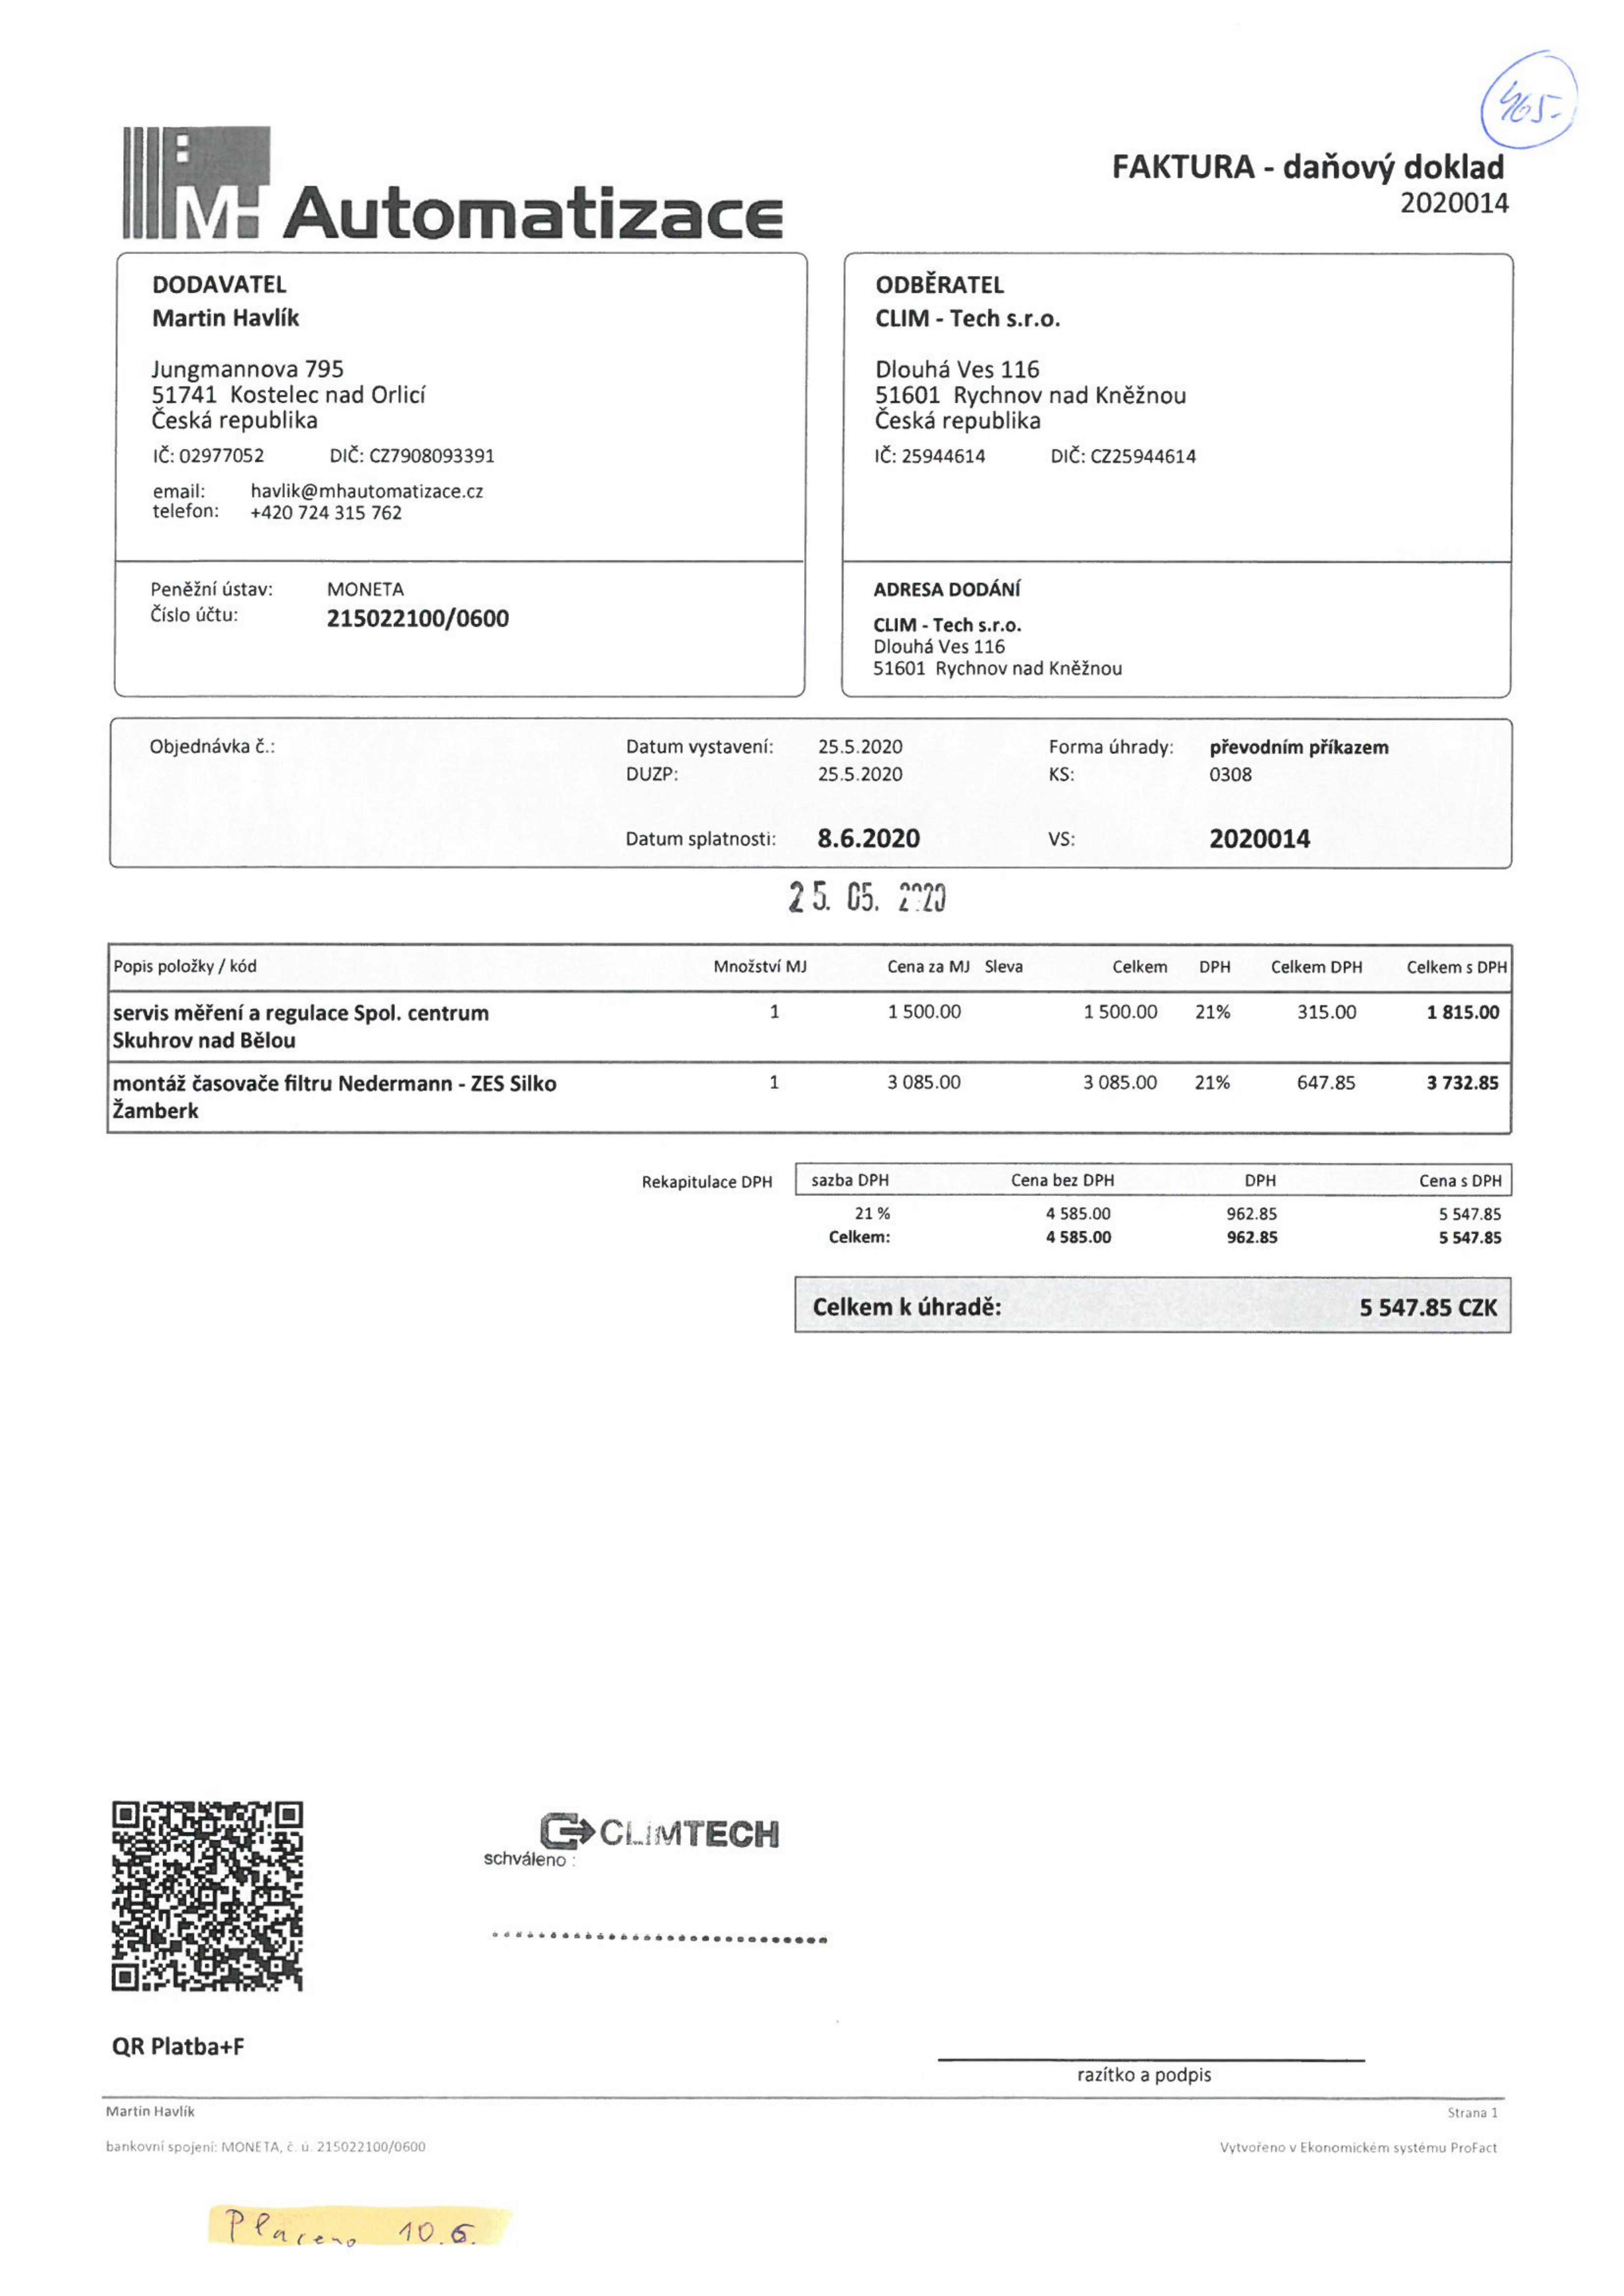 465-
MH Automatizace
FAKTURA - daňový doklad
2020014
DODAVATEL
Martin Havlík
Jungmannova 795
51741 Kostelec nad Orlicí
Česká republika
IČ: 02977052 DIČ: CZ7908093391
email: havlik@mhautomatizace.cz
telefon: +420 724 315 762
Peněžní ústav: MONETA
Číslo účtu: 215022100/0600
ODBĚRATEL
CLIM - Tech s.r.o.
Dlouhá Ves 116
51601 Rychnov nad Kněžnou
Česká republika
IČ: 25944614 DIČ: CZ25944614
ADRESA DODÁNÍ
CLIM - Tech s.r.o.
Dlouhá Ves 116
51601 Rychnov nad Kněžnou
Objednávka č.: Datum vystavení: 25.5.2020 Forma úhrady: převodním příkazem
DUZP: 25.5.2020 KS: 0308
Datum splatnosti: 8.6.2020 VS: 2020014
25. 05. 2020
Popis položky / kód Množství MJ Cena za MJ Sleva Celkem DPH Celkem DPH Celkem s DPH
servis měření a regulace Spol. centrum 1 1 500.00 1 500.00 21% 315.00 1 815.00
Skuhrov nad Bělou
montáž časovače filtru Nedermann - ZES Silko 1 3 085.00 3 085.00 21% 647.85 3 732.85
Žamberk
Rekapitulace DPH sazba DPH Cena bez DPH DPH Cena s DPH
21 % 4 585.00 962.85 5 547.85
Celkem: 4 585.00 962.85 5 547.85
Celkem k úhradě: 5 547.85 CZK
CLIMTECH
schváleno :
QR Platba+F
razítko a podpis
Martin Havlík Strana 1
bankovní spojení: MONETA, č. ú. 215022100/0600 Vytvořeno v Ekonomickém systému ProFact
Placeno 10.6.